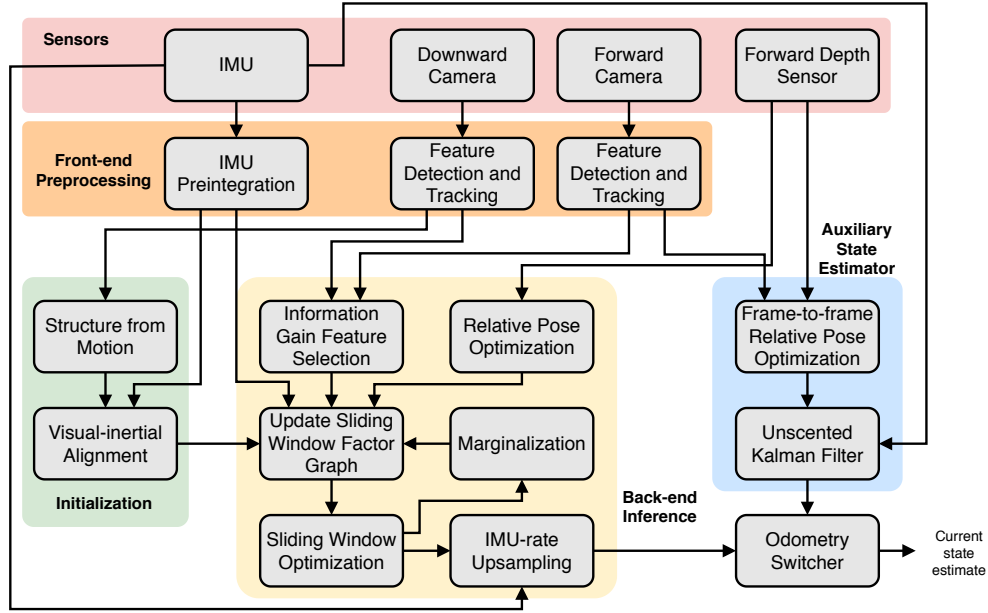 Sensors
IMU
Downward
Camera
Forward
Camera
Forward Depth
Sensor
Front-end
Preprocessing
IMU
Preintegration
Feature
Detection and
Tracking
Feature
Detection and
Tracking
Auxiliary
State
Estimator
Structure from
Motion
Information
Gain Feature
Selection
Relative Pose
Optimization
Frame-to-frame
Relative Pose
Optimization
Visual-inertial
Alignment
Update Sliding
Window Factor
Graph
Marginalization
Unscented
Kalman Filter
Initialization
Back-end
Inference
Sliding Window
Optimization
IMU-rate
Upsampling
Odometry
Switcher
Current
state
estimate